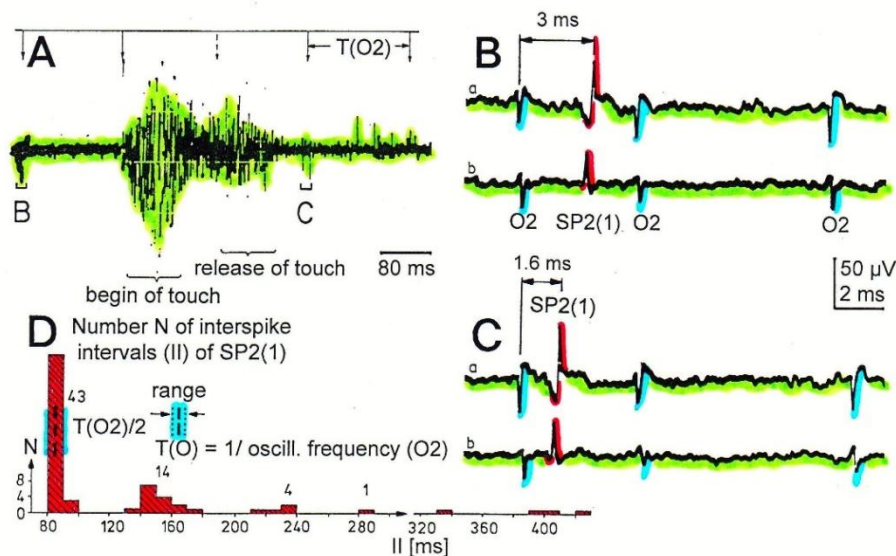 A
T(O2)
B
C
80 ms
begin of touch
release of touch
B
3 ms
a
b
O2
SP2(1)
O2
O2
1.6 ms
SP2(1)
50 µV
2 ms
C
a
b
D
Number N of interspike
intervals (II) of SP2(1)
43
range
T(O2)/2
T(O) = 1/ oscill. frequency (O2)
N
14
4
1
8
4
0
80
120
160
200
240
280
320
360
400
II [ms]